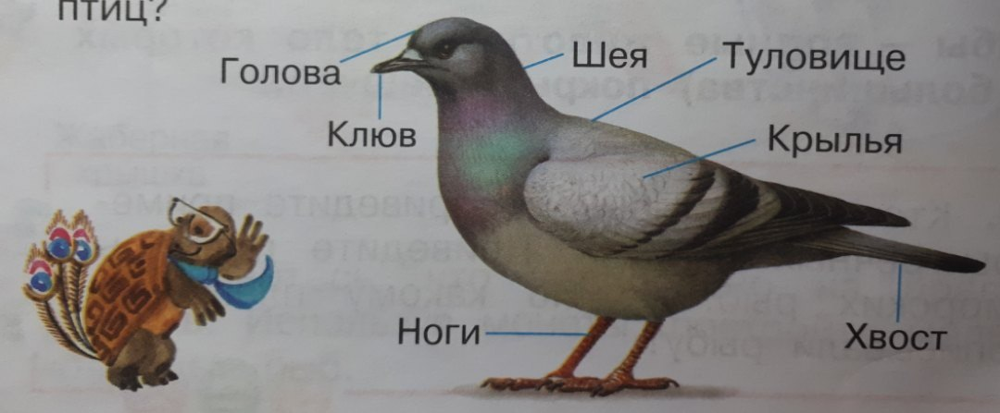 птиц?
Голова
Шея
Туловище
Клюв
Крылья
Ноги
Хвост